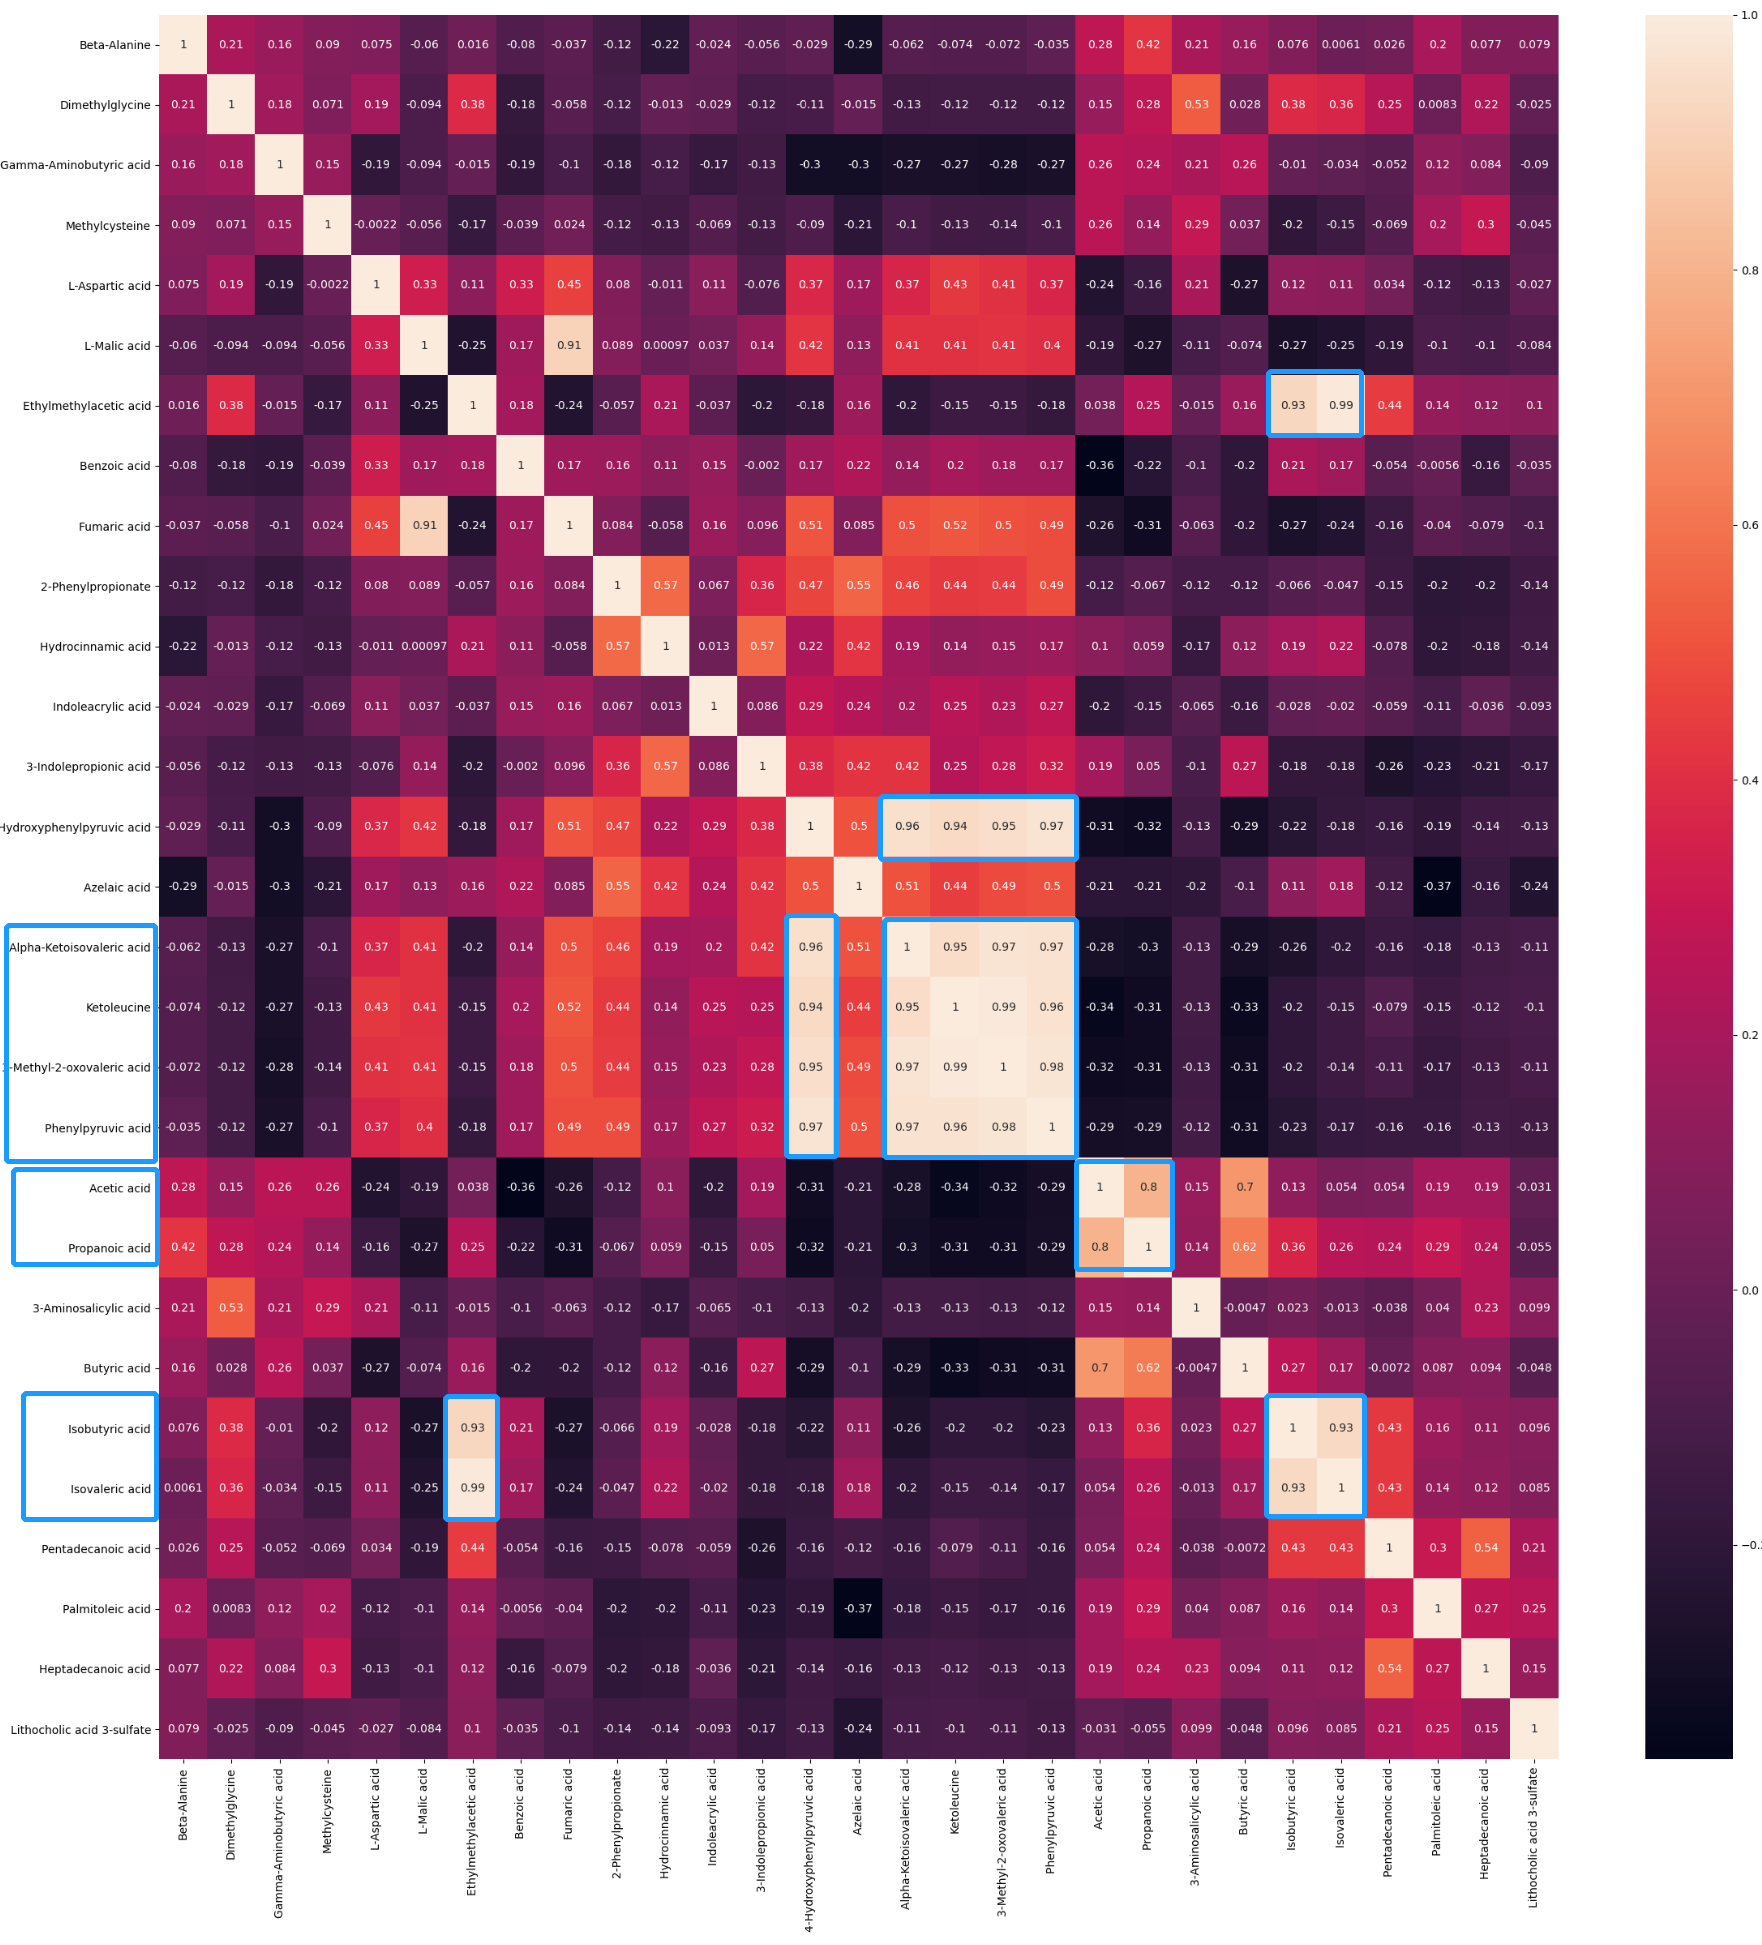 Beta-Alanine 1 0.21 0.16 0.09 0.075 -0.06 0.016 -0.08 -0.037 -0.12 -0.22 -0.024 -0.056 -0.029 -0.29 -0.062 -0.074 -0.072 -0.035 0.28 0.42 0.21 0.16 0.076 0.0061 0.026 0.2 0.077 0.079
Dimethylglycine 0.21 1 0.18 0.071 0.19 -0.094 0.38 -0.18 -0.058 -0.12 -0.013 -0.029 -0.12 -0.11 -0.015 -0.13 -0.12 -0.12 -0.12 0.15 0.28 0.53 0.028 0.38 0.36 0.25 0.0083 0.22 -0.025
Gamma-Aminobutyric acid 0.16 0.18 1 0.15 -0.19 -0.094 -0.015 -0.19 -0.1 -0.18 -0.12 -0.17 -0.13 -0.3 -0.3 -0.27 -0.27 -0.28 -0.27 0.26 0.24 0.21 0.26 -0.01 -0.034 -0.052 0.12 0.084 -0.09
Methylcysteine 0.09 0.071 0.15 1 -0.0022 -0.056 -0.17 -0.039 0.024 -0.12 -0.13 -0.069 -0.13 -0.09 -0.21 -0.1 -0.13 -0.14 -0.1 0.26 0.14 0.29 0.037 -0.2 -0.15 -0.069 0.2 0.3 -0.045
L-Aspartic acid 0.075 0.19 -0.19 -0.0022 1 0.33 0.11 0.33 0.45 0.08 -0.011 0.11 -0.076 0.37 0.17 0.37 0.43 0.41 0.37 -0.24 -0.16 0.21 -0.27 0.12 0.11 0.034 -0.12 -0.13 -0.027
L-Malic acid -0.06 -0.094 -0.094 -0.056 0.33 1 -0.25 0.17 0.91 0.089 0.00097 0.037 0.14 0.42 0.13 0.41 0.41 0.41 0.4 -0.19 -0.27 -0.11 -0.074 -0.27 -0.25 -0.19 -0.1 -0.1 -0.084
Ethylmethylacetic acid 0.016 0.38 -0.015 -0.17 0.11 -0.25 1 0.18 -0.24 -0.057 0.21 -0.037 -0.2 -0.18 0.16 -0.2 -0.15 -0.15 -0.18 0.038 0.25 -0.015 0.16 0.93 0.99 0.44 0.14 0.12 0.1
Benzoic acid -0.08 -0.18 -0.19 -0.039 0.33 0.17 0.18 1 0.17 0.16 0.11 0.15 -0.002 0.17 0.22 0.14 0.2 0.18 0.17 -0.36 -0.22 -0.1 -0.2 0.21 0.17 -0.054 -0.0056 -0.16 -0.035
Fumaric acid -0.037 -0.058 -0.1 0.024 0.45 0.91 -0.24 0.17 1 0.084 -0.058 0.16 0.096 0.51 0.085 0.5 0.52 0.5 0.49 -0.26 -0.31 -0.063 -0.2 -0.27 -0.24 -0.16 -0.04 -0.079 -0.1
2-Phenylpropionate -0.12 -0.12 -0.18 -0.12 0.08 0.089 -0.057 0.16 0.084 1 0.57 0.067 0.36 0.47 0.55 0.46 0.44 0.44 0.49 -0.12 -0.067 -0.12 -0.12 -0.066 -0.047 -0.15 -0.2 -0.2 -0.14
Hydrocinnamic acid -0.22 -0.013 -0.12 -0.13 -0.011 0.00097 0.21 0.11 -0.058 0.57 1 0.013 0.57 0.22 0.42 0.19 0.14 0.15 0.17 0.1 0.059 -0.17 0.12 0.19 0.22 -0.078 -0.2 -0.18 -0.14
Indoleacrylic acid -0.024 -0.029 -0.17 -0.069 0.11 0.037 -0.037 0.15 0.16 0.067 0.013 1 0.086 0.29 0.24 0.2 0.25 0.23 0.27 -0.2 -0.15 -0.065 -0.16 -0.028 -0.02 -0.059 -0.11 -0.036 -0.093
3-Indolepropionic acid -0.056 -0.12 -0.13 -0.13 -0.076 0.14 -0.2 -0.002 0.096 0.36 0.57 0.086 1 0.38 0.42 0.42 0.25 0.28 0.32 0.19 0.05 -0.1 0.27 -0.18 -0.18 -0.26 -0.23 -0.21 -0.17
Hydroxyphenylpyruvic acid -0.029 -0.11 -0.3 -0.09 0.37 0.42 -0.18 0.17 0.51 0.47 0.22 0.29 0.38 1 0.5 0.96 0.94 0.95 0.97 -0.31 -0.32 -0.13 -0.29 -0.22 -0.18 -0.16 -0.19 -0.14 -0.13
Azelaic acid -0.29 -0.015 -0.3 -0.21 0.17 0.13 0.16 0.22 0.085 0.55 0.42 0.24 0.42 0.5 1 0.51 0.44 0.49 0.5 -0.21 -0.21 -0.2 -0.1 0.11 0.18 -0.12 -0.37 -0.16 -0.24
Alpha-Ketoisovaleric acid -0.062 -0.13 -0.27 -0.1 0.37 0.41 -0.2 0.14 0.5 0.46 0.19 0.2 0.42 0.96 0.51 1 0.95 0.97 0.97 -0.28 -0.3 -0.13 -0.29 -0.26 -0.2 -0.16 -0.18 -0.13 -0.11
Ketoleucine -0.074 -0.12 -0.27 -0.13 0.43 0.41 -0.15 0.2 0.52 0.44 0.14 0.25 0.25 0.94 0.44 0.95 1 0.99 0.96 -0.34 -0.31 -0.13 -0.33 -0.2 -0.15 -0.079 -0.15 -0.12 -0.1
-Methyl-2-oxovaleric acid -0.072 -0.12 -0.28 -0.14 0.41 0.41 -0.15 0.18 0.5 0.44 0.15 0.23 0.28 0.95 0.49 0.97 0.99 1 0.98 -0.32 -0.31 -0.13 -0.31 -0.2 -0.14 -0.11 -0.17 -0.13 -0.11
Phenylpyruvic acid -0.035 -0.12 -0.27 -0.1 0.37 0.4 -0.18 0.17 0.49 0.49 0.17 0.27 0.32 0.97 0.5 0.97 0.96 0.98 1 -0.29 -0.29 -0.12 -0.31 -0.23 -0.17 -0.16 -0.16 -0.13 -0.13
Acetic acid 0.28 0.15 0.26 0.26 -0.24 -0.19 0.038 -0.36 -0.26 -0.12 0.1 -0.2 0.19 -0.31 -0.21 -0.28 -0.34 -0.32 -0.29 1 0.8 0.15 0.7 0.13 0.054 0.054 0.19 0.19 -0.031
Propanoic acid 0.42 0.28 0.24 0.14 -0.16 -0.27 0.25 -0.22 -0.31 -0.067 0.059 -0.15 0.05 -0.32 -0.21 -0.3 -0.31 -0.31 -0.29 0.8 1 0.14 0.62 0.36 0.26 0.24 0.29 0.24 -0.055
3-Aminosalicylic acid 0.21 0.53 0.21 0.29 0.21 -0.11 -0.015 -0.1 -0.063 -0.12 -0.17 -0.065 -0.1 -0.13 -0.2 -0.13 -0.13 -0.13 -0.12 0.15 0.14 1 -0.0047 0.023 -0.013 -0.038 0.04 0.23 0.099
Butyric acid 0.16 0.028 0.26 0.037 -0.27 -0.074 0.16 -0.2 -0.2 -0.12 0.12 -0.16 0.27 -0.29 -0.1 -0.29 -0.33 -0.31 -0.31 0.7 0.62 -0.0047 1 0.27 0.17 -0.0072 0.087 0.094 -0.048
Isobutyric acid 0.076 0.38 -0.01 -0.2 0.12 -0.27 0.93 0.21 -0.27 -0.066 0.19 -0.028 -0.18 -0.22 0.11 -0.26 -0.2 -0.2 -0.23 0.13 0.36 0.023 0.27 1 0.93 0.43 0.16 0.11 0.096
Isovaleric acid 0.0061 0.36 -0.034 -0.15 0.11 -0.25 0.99 0.17 -0.24 -0.047 0.22 -0.02 -0.18 -0.18 0.18 -0.2 -0.15 -0.14 -0.17 0.054 0.26 -0.013 0.17 0.93 1 0.43 0.14 0.12 0.085
Pentadecanoic acid 0.026 0.25 -0.052 -0.069 0.034 -0.19 0.44 -0.054 -0.16 -0.15 -0.078 -0.059 -0.26 -0.16 -0.12 -0.16 -0.079 -0.11 -0.16 0.054 0.24 -0.038 -0.0072 0.43 0.43 1 0.3 0.54 0.21
Palmitoleic acid 0.2 0.0083 0.12 0.2 -0.12 -0.1 0.14 -0.0056 -0.04 -0.2 -0.2 -0.11 -0.23 -0.19 -0.37 -0.18 -0.15 -0.17 -0.16 0.19 0.29 0.04 0.087 0.16 0.14 0.3 1 0.27 0.25
Heptadecanoic acid 0.077 0.22 0.084 0.3 -0.13 -0.1 0.12 -0.16 -0.079 -0.2 -0.18 -0.036 -0.21 -0.14 -0.16 -0.13 -0.12 -0.13 -0.13 0.19 0.24 0.23 0.094 0.11 0.12 0.54 0.27 1 0.15
Lithocholic acid 3-sulfate 0.079 -0.025 -0.09 -0.045 -0.027 -0.084 0.1 -0.035 -0.1 -0.14 -0.14 -0.093 -0.17 -0.13 -0.24 -0.11 -0.1 -0.11 -0.13 -0.031 -0.055 0.099 -0.048 0.096 0.085 0.21 0.25 0.15 1
Beta-Alanine
Dimethylglycine
Gamma-Aminobutyric acid
Methylcysteine
L-Aspartic acid
L-Malic acid
Ethylmethylacetic acid
Benzoic acid
Fumaric acid
2-Phenylpropionate
Hydrocinnamic acid
Indoleacrylic acid
3-Indolepropionic acid
4-Hydroxyphenylpyruvic acid
Azelaic acid
Alpha-Ketoisovaleric acid
Ketoleucine
3-Methyl-2-oxovaleric acid
Phenylpyruvic acid
Acetic acid
Propanoic acid
3-Aminosalicylic acid
Butyric acid
Isobutyric acid
Isovaleric acid
Pentadecanoic acid
Palmitoleic acid
Heptadecanoic acid
Lithocholic acid 3-sulfate
1.0
0.8
0.6
0.4
0.2
0.0